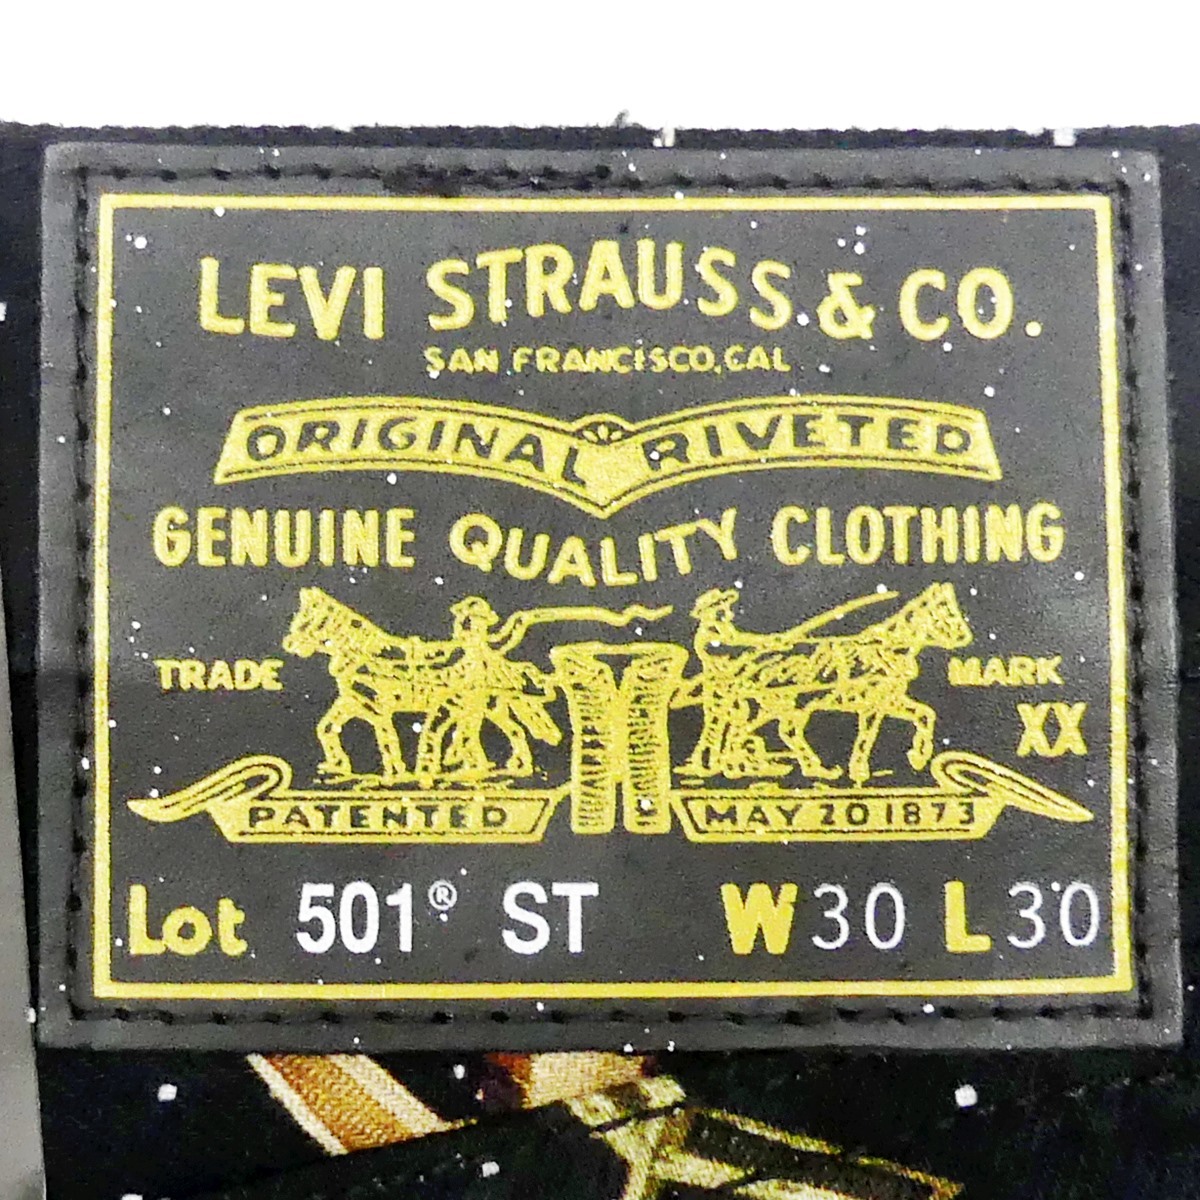 LEVI STRAUSS & CO.
SAN FRANCISCO, CAL
ORIGINAL RIVETED
GENUINE QUALITY CLOTHING
TRADE MARK
XX
PATENTED MAY 20 1873
Lot 501® ST W30 L30